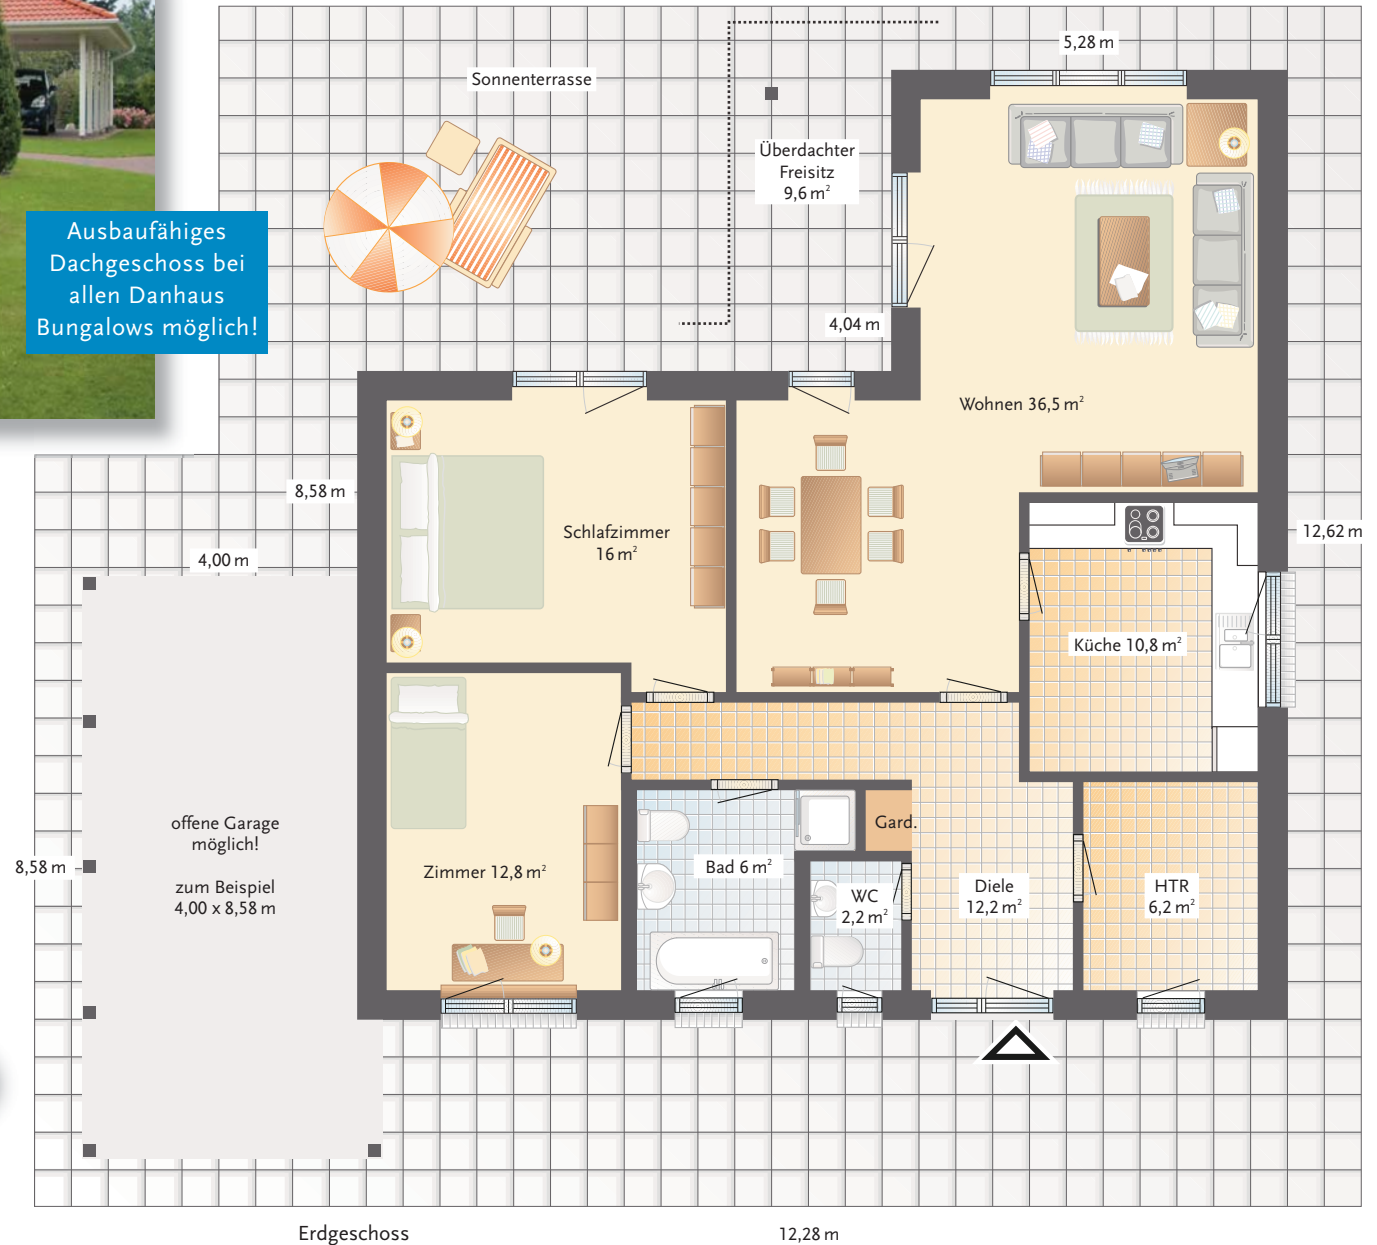 5,28 m
Sonnenterrasse
Überdachter
Freisitz
9,6 m²
Ausbaufähiges
Dachgeschoss bei
allen Danhaus
Bungalows möglich!
4,04 m
Wohnen 36,5 m²
8,58 m
Schlafzimmer
16 m²
12,62 m
4,00 m
Küche 10,8 m²
offene Garage
möglich!
zum Beispiel
4,00 x 8,58 m
8,58 m
Zimmer 12,8 m²
Bad 6 m²
Gard.
WC
2,2 m²
Diele
12,2 m²
HTR
6,2 m²
Erdgeschoss
12,28 m